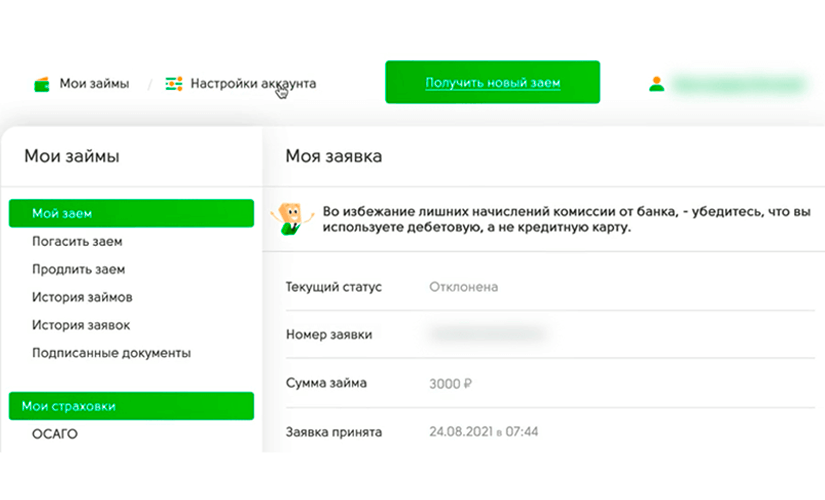 Мои займы / Настройки аккаунта Получить новый заем
Мои займы
Моя заявка
Мой заем
Погасить заем
Продлить заем
История займов
История заявок
Подписанные документы
Мои страховки
ОСАГО
Во избежание лишних начислений комиссии от банка, - убедитесь, что вы
используете дебетовую, а не кредитную карту.
Текущий статус Отклонена
Номер заявки
Сумма займа 3000 ₽
Заявка принята 24.08.2021 в 07:44